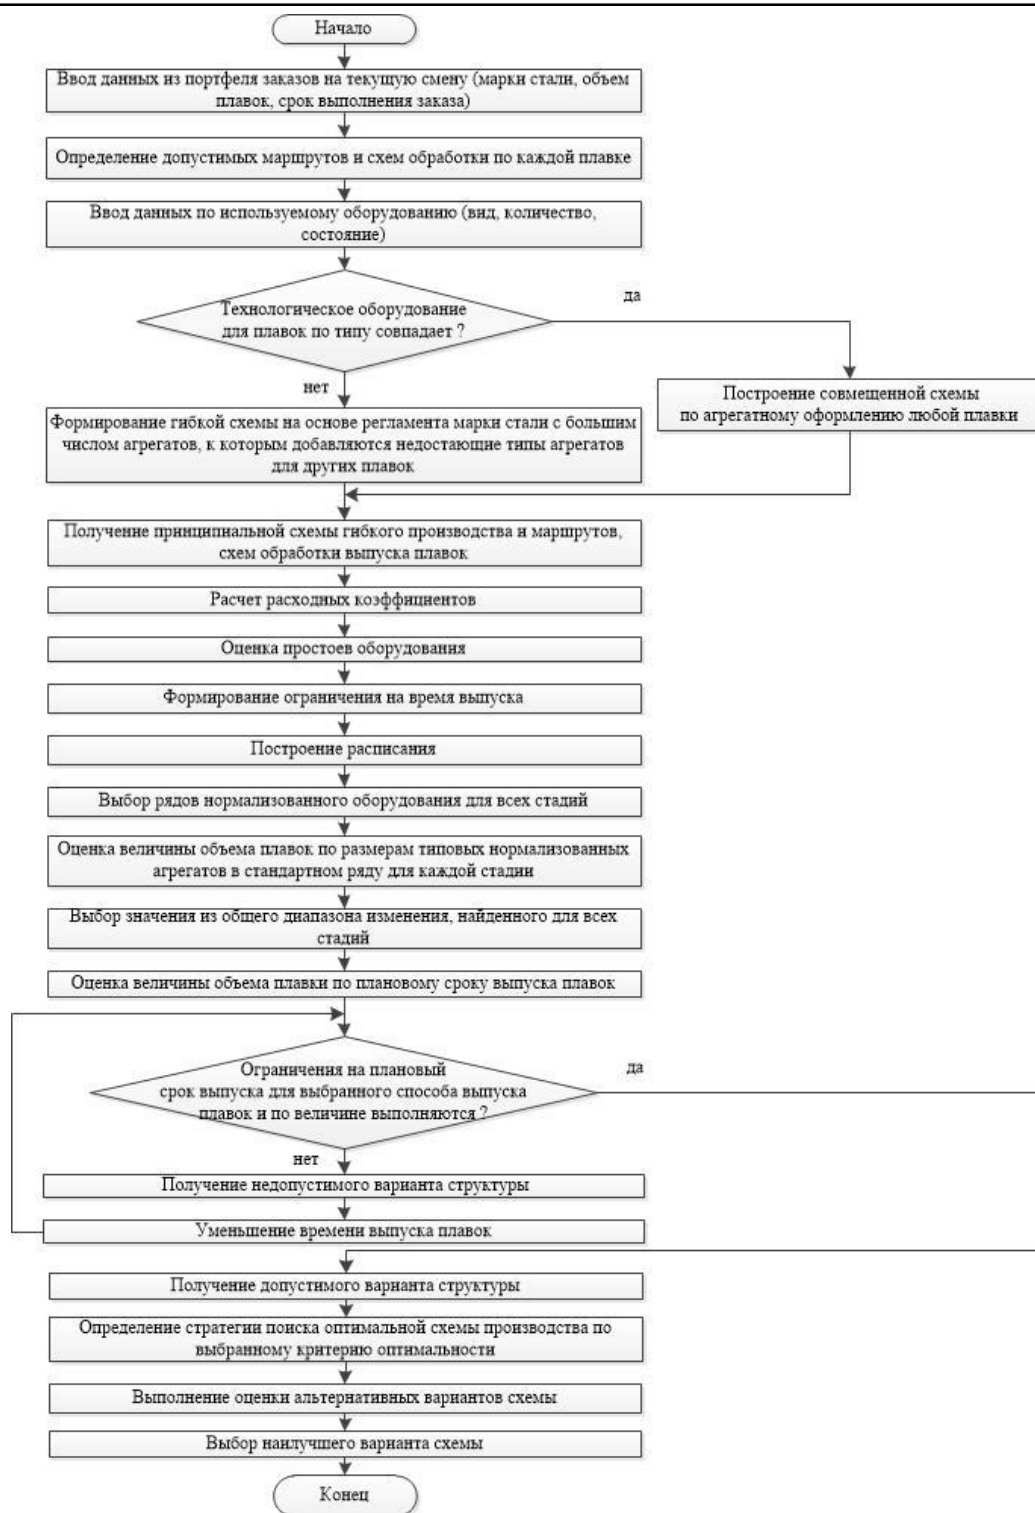 Начало
Ввод данных из портфеля заказов на текущую смену (марки стали, объем
плавок, срок выполнения заказа)
Определение допустимых маршрутов и схем обработки по каждой плавке
Ввод данных по используемому оборудованию (вид, количество,
состояние)
Технологическое оборудование
для плавок по типу совпадает ?
да
нет
Построение совмещенной схемы
по агрегатному оформлению любой плавки
Формирование гибкой схемы на основе регламента марки стали с большим
числом агрегатов, к которым добавляются недостающие типы агрегатов
для других плавок
Получение принципиальной схемы гибкого производства и маршрутов,
схем обработки выпуска плавок
Расчет расходных коэффициентов
Оценка простоев оборудования
Формирование ограничения на время выпуска
Построение расписания
Выбор рядов нормализованного оборудования для всех стадий
Оценка величины объема плавок по размерам типовых нормализованных
агрегатов в стандартном ряду для каждой стадии
Выбор значения из общего диапазона изменения, найденного для всех
стадий
Оценка величины объема плавки по плановому сроку выпуска плавок
Ограничения на плановый
срок выпуска для выбранного способа выпуска
плавок и по величине выполняются ?
да
нет
Получение недопустимого варианта структуры
Уменьшение времени выпуска плавок
Получение допустимого варианта структуры
Определение стратегии поиска оптимальной схемы производства по
выбранному критерию оптимальности
Выполнение оценки альтернативных вариантов схемы
Выбор наилучшего варианта схемы
Конец